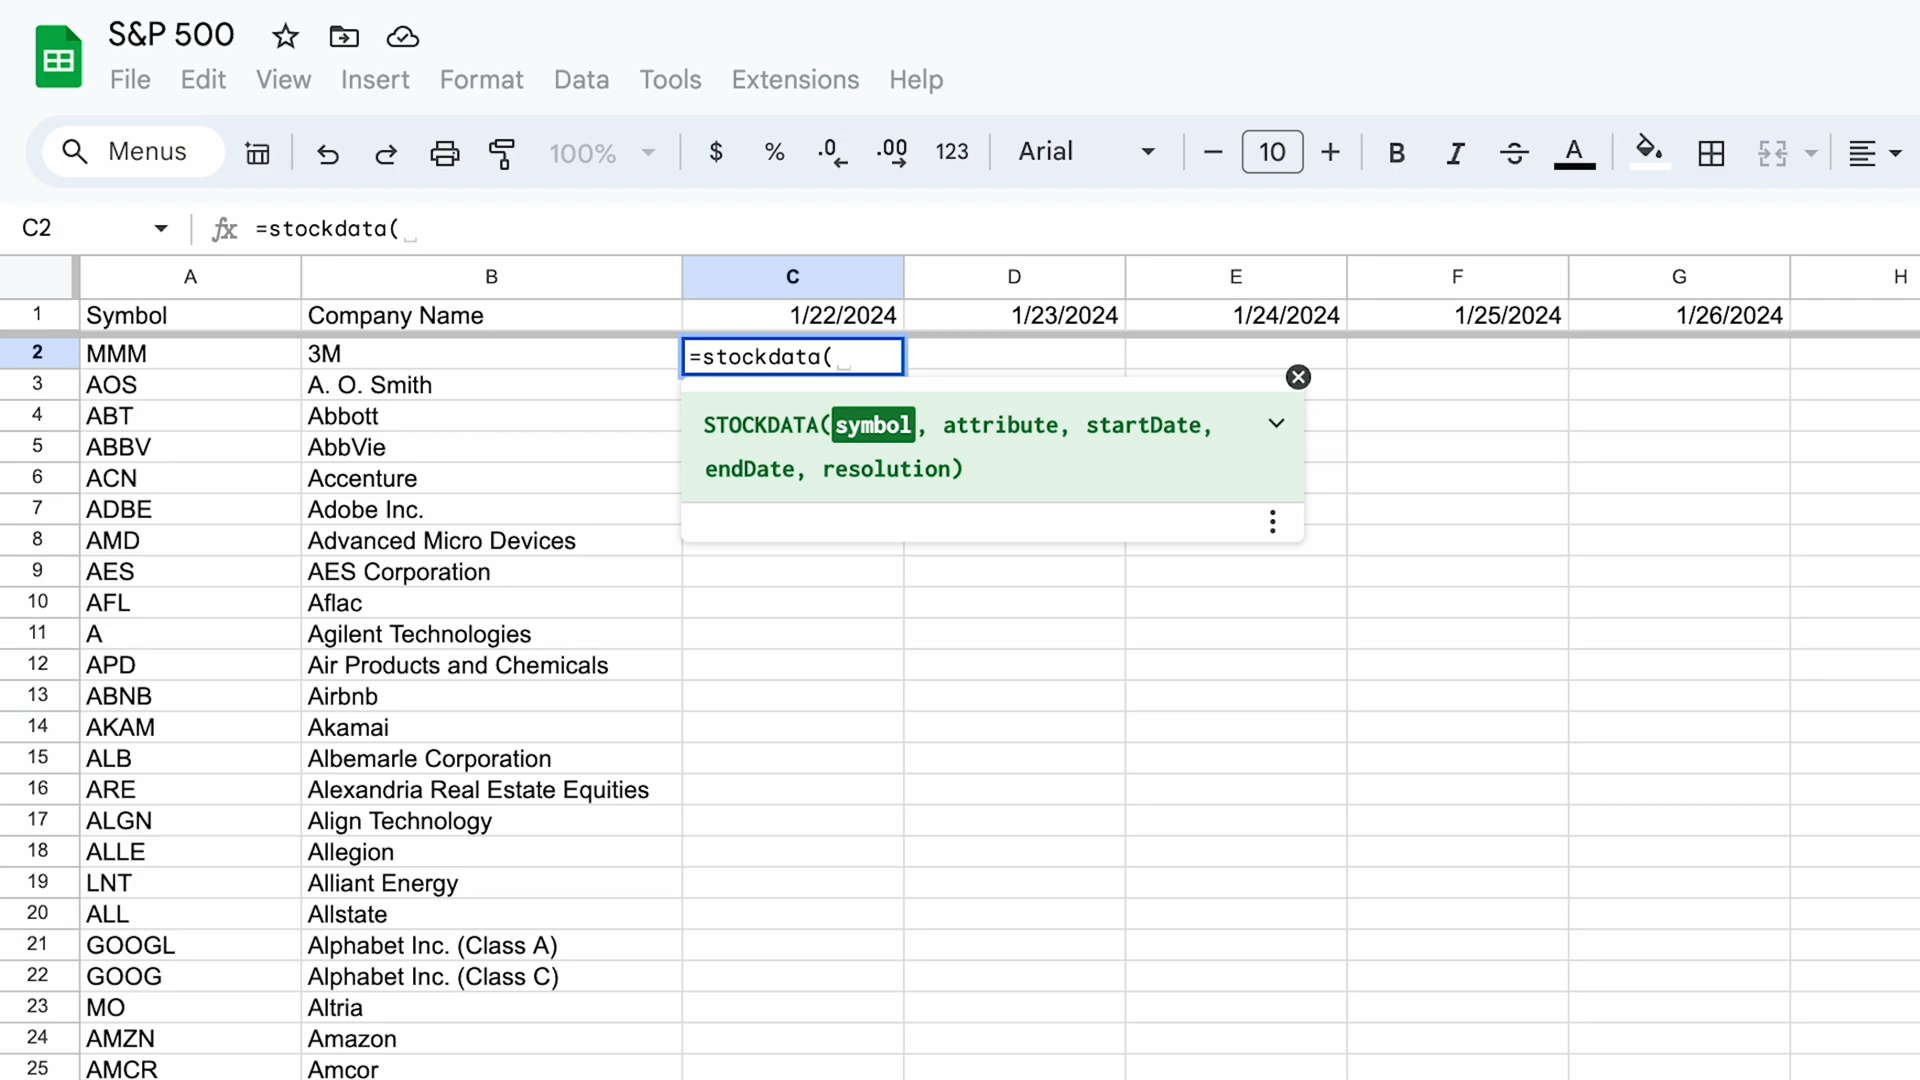 S&P 500
File Edit View Insert Format Data Tools Extensions Help
Menus 100% $ % .0 .00 123 Arial 10 B I S A
C2 fx =stockdata(
A B C D E F G H
1 Symbol Company Name 1/22/2024 1/23/2024 1/24/2024 1/25/2024 1/26/2024
2 MMM 3M =stockdata(
3 AOS A. O. Smith
STOCKDATA(symbol, attribute, startDate,
endDate, resolution)
4 ABT Abbott
5 ABBV AbbVie
6 ACN Accenture
7 ADBE Adobe Inc.
8 AMD Advanced Micro Devices
9 AES AES Corporation
10 AFL Aflac
11 A Agilent Technologies
12 APD Air Products and Chemicals
13 ABNB Airbnb
14 AKAM Akamai
15 ALB Albemarle Corporation
16 ARE Alexandria Real Estate Equities
17 ALGN Align Technology
18 ALLE Allegion
19 LNT Alliant Energy
20 ALL Allstate
21 GOOGL Alphabet Inc. (Class A)
22 GOOG Alphabet Inc. (Class C)
23 MO Altria
24 AMZN Amazon
25 AMCR Amcor